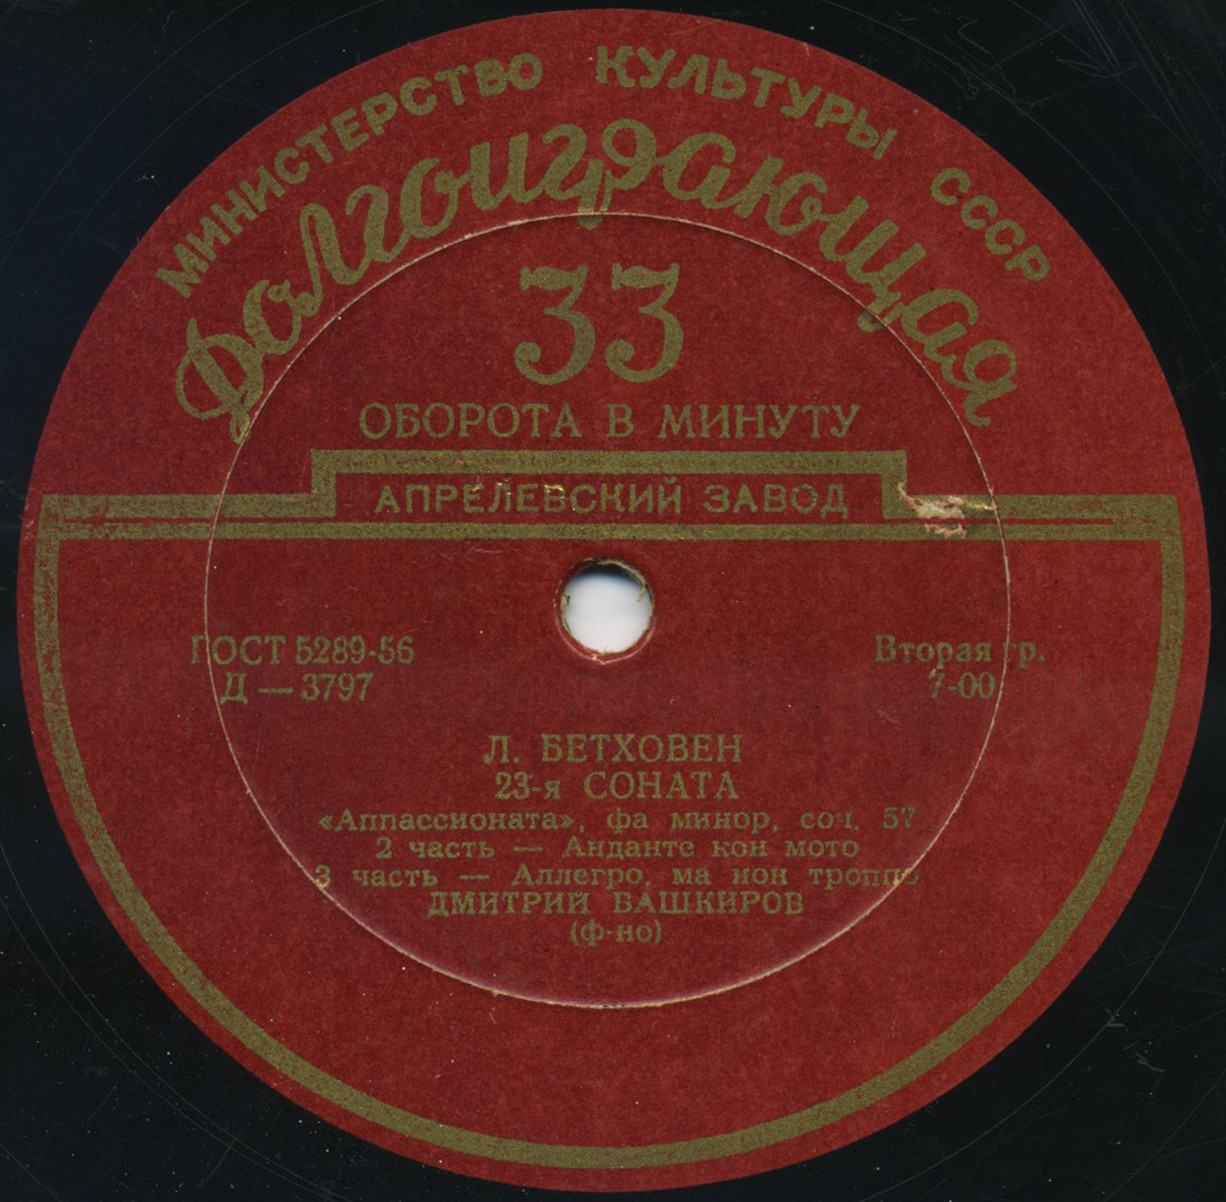 МИНИСТЕРСТВО КУЛЬТУРЫ СССР
Долгоиграющая
33
ОБОРОТА В МИНУТУ
АПРЕЛЕВСКИЙ ЗАВОД
ГОСТ 5289-56
Д — 3797
Вторая гр.
7-00
Л. БЕТХОВЕН
23-я СОНАТА
«Аппассионата», фа минор, соч. 57
2 часть — Анданте кон мото
3 часть — Аллегро, ма нон троппо
ДМИТРИЙ БАШКИРОВ
(ф-но)